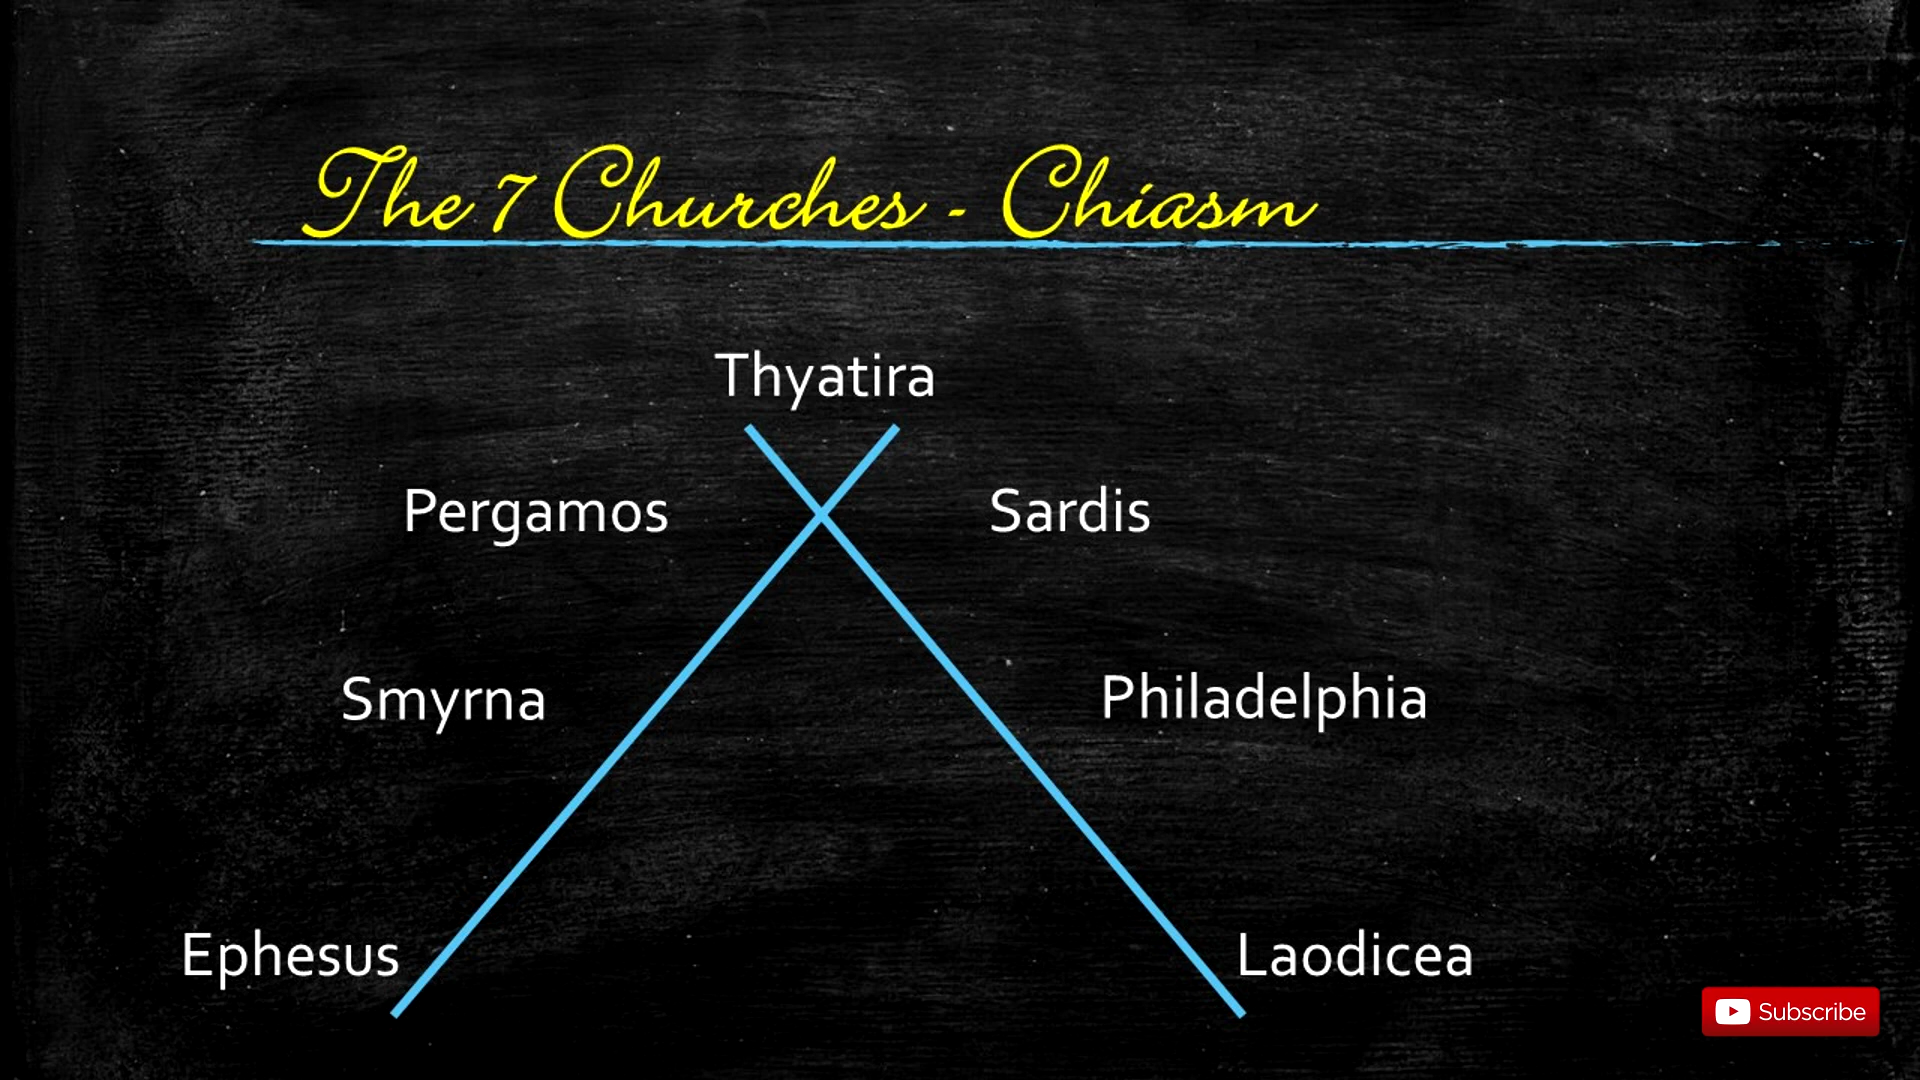 The 7 Churches - Chiasm
Thyatira
Pergamos
Sardis
Smyrna
Philadelphia
Ephesus
Laodicea
Subscribe